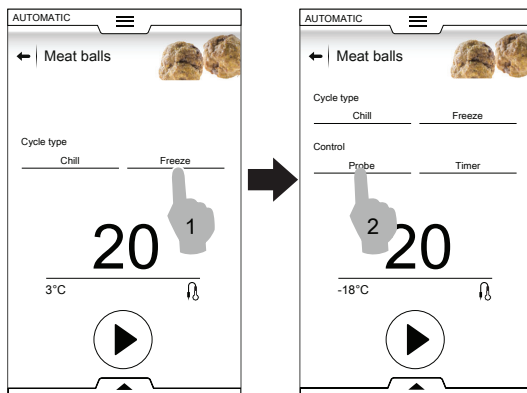 AUTOMATIC
Meat balls
Cycle type
Chill Freeze
1
20
3°C
AUTOMATIC
Meat balls
Cycle type
Chill Freeze
Control
Probe Timer
2
20
-18°C